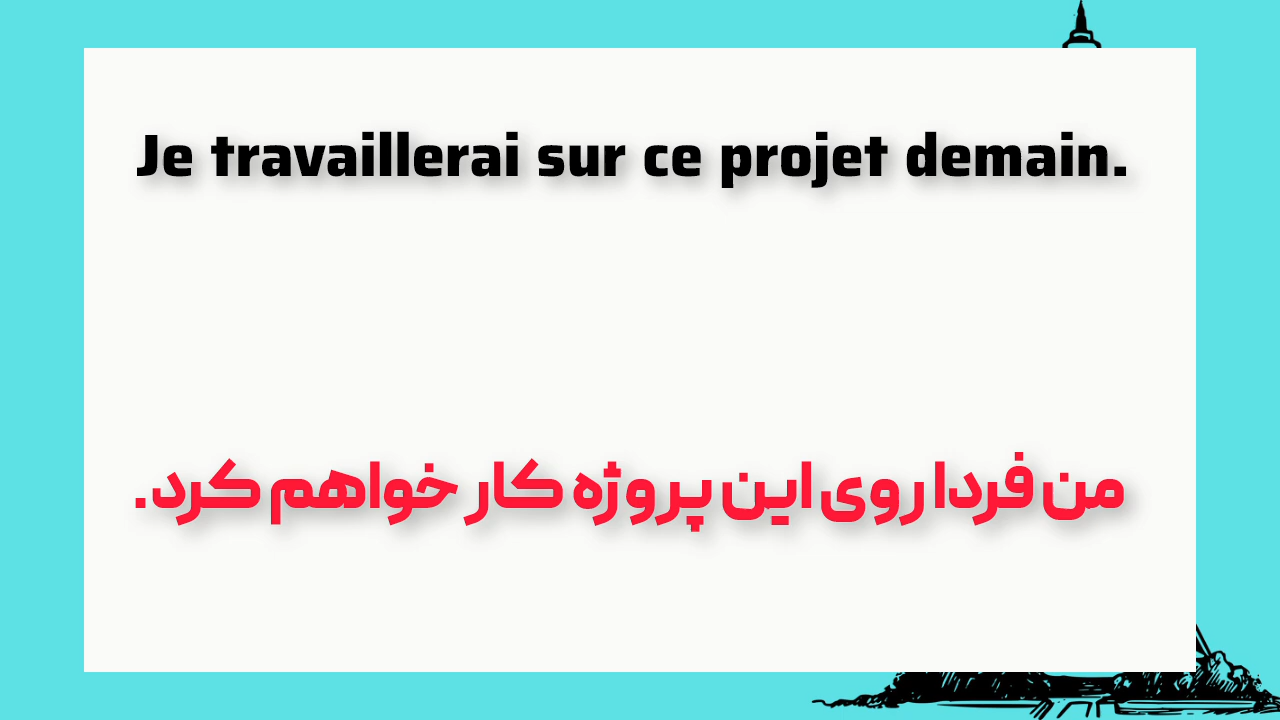 Je travaillerai sur ce projet demain.
من فردا روی این پروژه کار خواهم کرد.